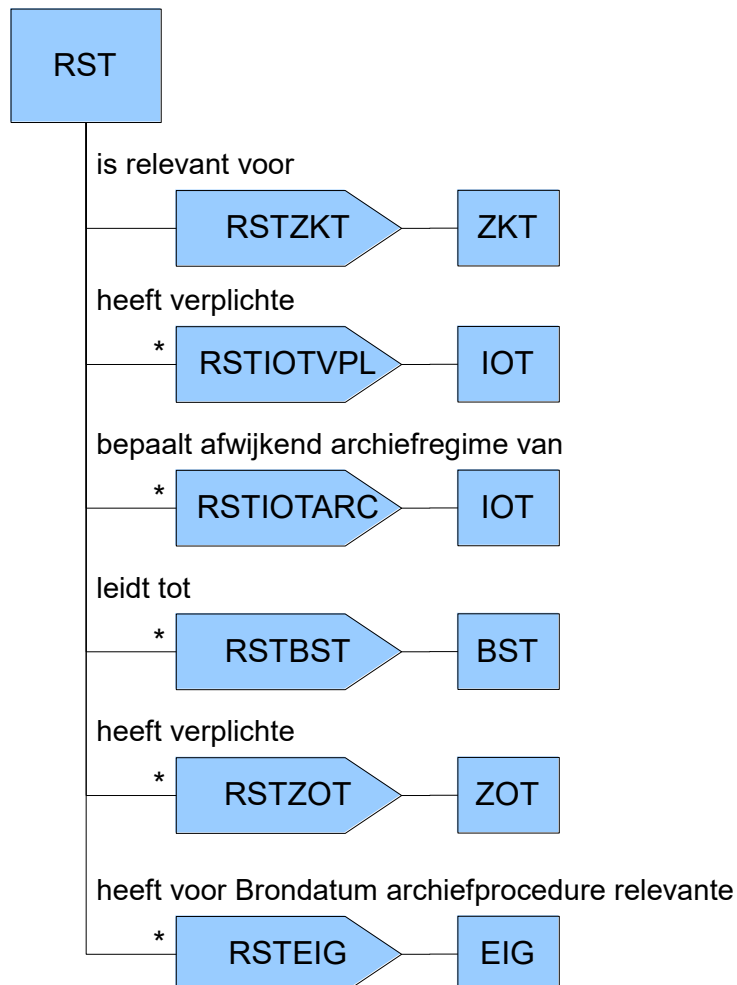 RST
is relevant voor
RSTZKT ZKT
heeft verplichte
* RSTIOTVPL IOT
bepaalt afwijkend archiefregime van
* RSTIOTARC IOT
leidt tot
* RSTBST BST
heeft verplichte
* RSTZOT ZOT
heeft voor Brondatum archiefprocedure relevante
* RSTEIG EIG